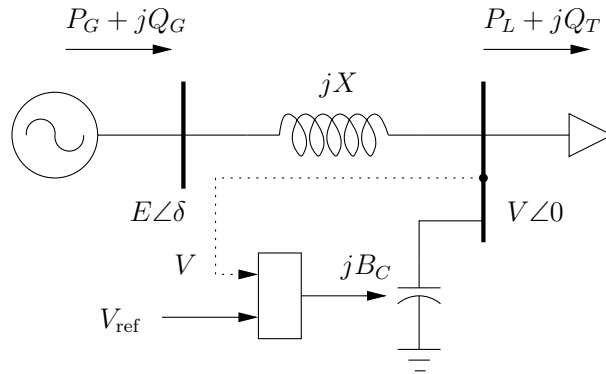 P_G + jQ_G
P_L + jQ_T
jX
E∠δ
V∠0
V
jB_C
V_ref